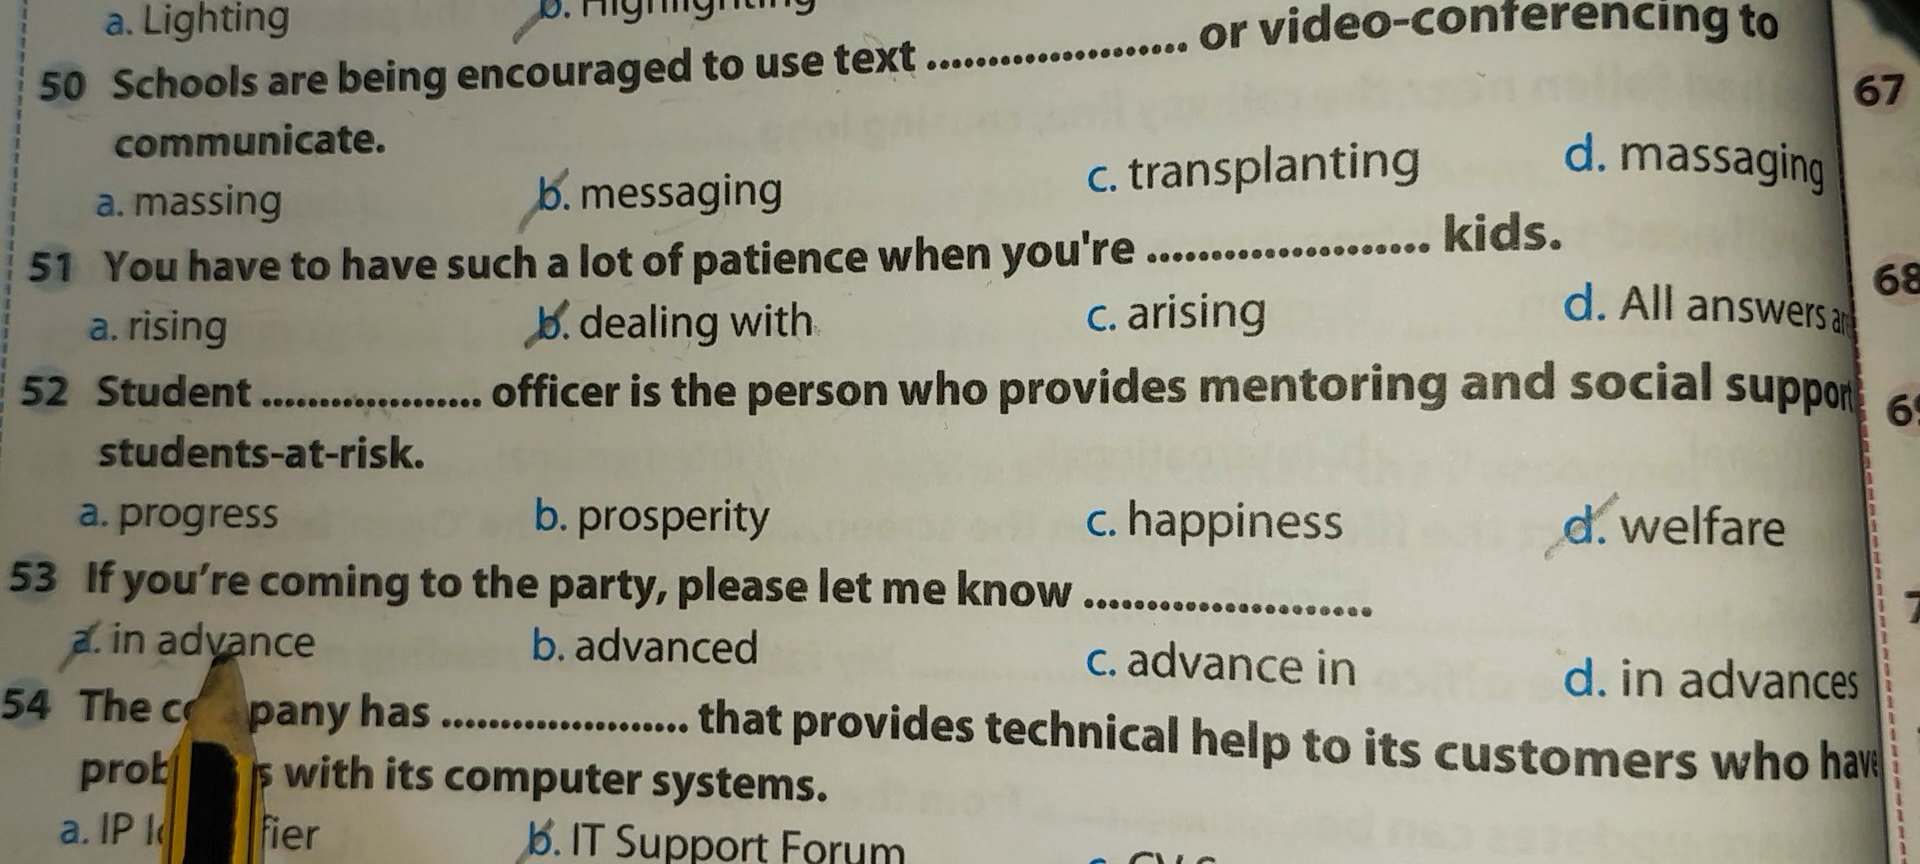 a. Lighting b. Highlighting
50 Schools are being encouraged to use text .................... or video-conferencing to
communicate.
a. massing b. messaging c. transplanting d. massaging
51 You have to have such a lot of patience when you're .................... kids.
a. rising b. dealing with c. arising d. All answers
52 Student .................... officer is the person who provides mentoring and social support
students-at-risk.
a. progress b. prosperity c. happiness d. welfare
53 If you're coming to the party, please let me know ....................
a. in advance b. advanced c. advance in d. in advances
54 The pany has .................... that provides technical help to its customers who have
prob s with its computer systems.
a. IP fier b. IT Support Forum
67
68